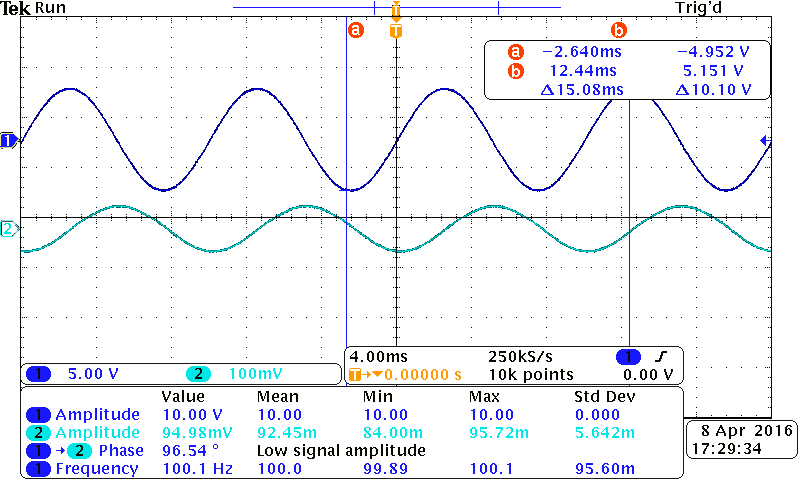 Tek Run Trig'd
a T b
T
a −2.640ms −4.952 V
b 12.44ms 5.151 V
Δ15.08ms Δ10.10 V
1
2
4.00ms 250kS/s 1 ƒ
1 5.00 V 2 100mV T→▼0.00000 s 10k points 0.00 V
Value Mean Min Max Std Dev
1 Amplitude 10.00 V 10.00 10.00 10.00 0.000
2 Amplitude 94.98mV 92.45m 84.00m 95.72m 5.642m
1 → 2 Phase 96.54 ° Low signal amplitude
1 Frequency 100.1 Hz 100.0 99.89 100.1 95.60m
8 Apr 2016
17:29:34